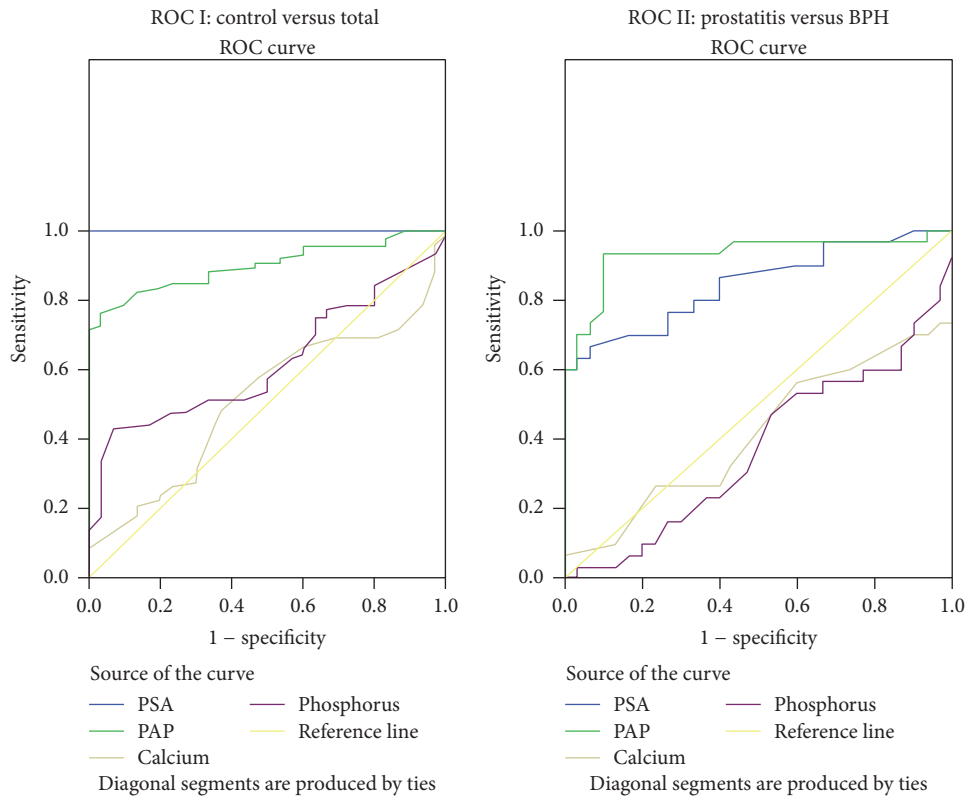 ROC I: control versus total
ROC curve
Sensitivity
1.0
0.8
0.6
0.4
0.2
0.0
0.0 0.2 0.4 0.6 0.8 1.0
1 − specificity
Source of the curve
PSA
PAP
Calcium
Phosphorus
Reference line
Diagonal segments are produced by ties
ROC II: prostatitis versus BPH
ROC curve
Sensitivity
1.0
0.8
0.6
0.4
0.2
0.0
0.0 0.2 0.4 0.6 0.8 1.0
1 − specificity
Source of the curve
PSA
PAP
Calcium
Phosphorus
Reference line
Diagonal segments are produced by ties